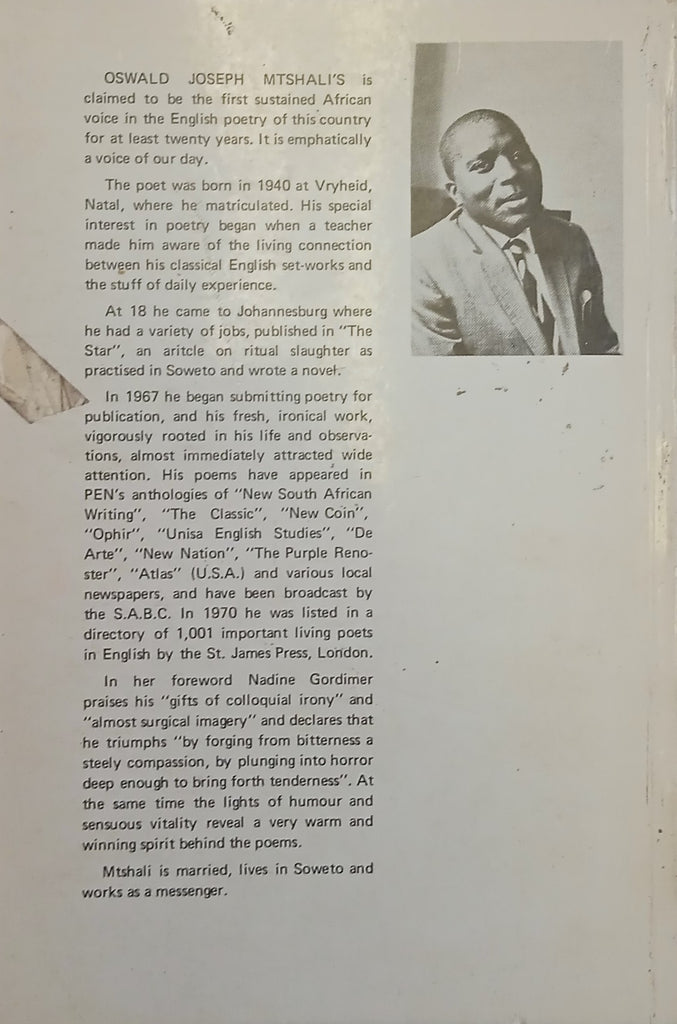 OSWALD JOSEPH MTSHALI'S is
claimed to be the first sustained African
voice in the English poetry of this country
for at least twenty years. It is emphatically
a voice of our day.
The poet was born in 1940 at Vryheid,
Natal, where he matriculated. His special
interest in poetry began when a teacher
made him aware of the living connection
between his classical English set-works and
the stuff of daily experience.
At 18 he came to Johannesburg where
he had a variety of jobs, published in "The
Star", an aritcle on ritual slaughter as
practised in Soweto and wrote a novel.
In 1967 he began submitting poetry for
publication, and his fresh, ironical work,
vigorously rooted in his life and observa-
tions, almost immediately attracted wide
attention. His poems have appeared in
PEN's anthologies of "New South African
Writing", "The Classic", "New Coin",
"Ophir", "Unisa English Studies", "De
Arte", "New Nation", "The Purple Reno-
ster", "Atlas" (U.S.A.) and various local
newspapers, and have been broadcast by
the S.A.B.C. In 1970 he was listed in a
directory of 1,001 important living poets
in English by the St. James Press, London.
In her foreword Nadine Gordimer
praises his "gifts of colloquial irony" and
"almost surgical imagery" and declares that
he triumphs "by forging from bitterness a
steely compassion, by plunging into horror
deep enough to bring forth tenderness". At
the same time the lights of humour and
sensuous vitality reveal a very warm and
winning spirit behind the poems.
Mtshali is married, lives in Soweto and
works as a messenger.